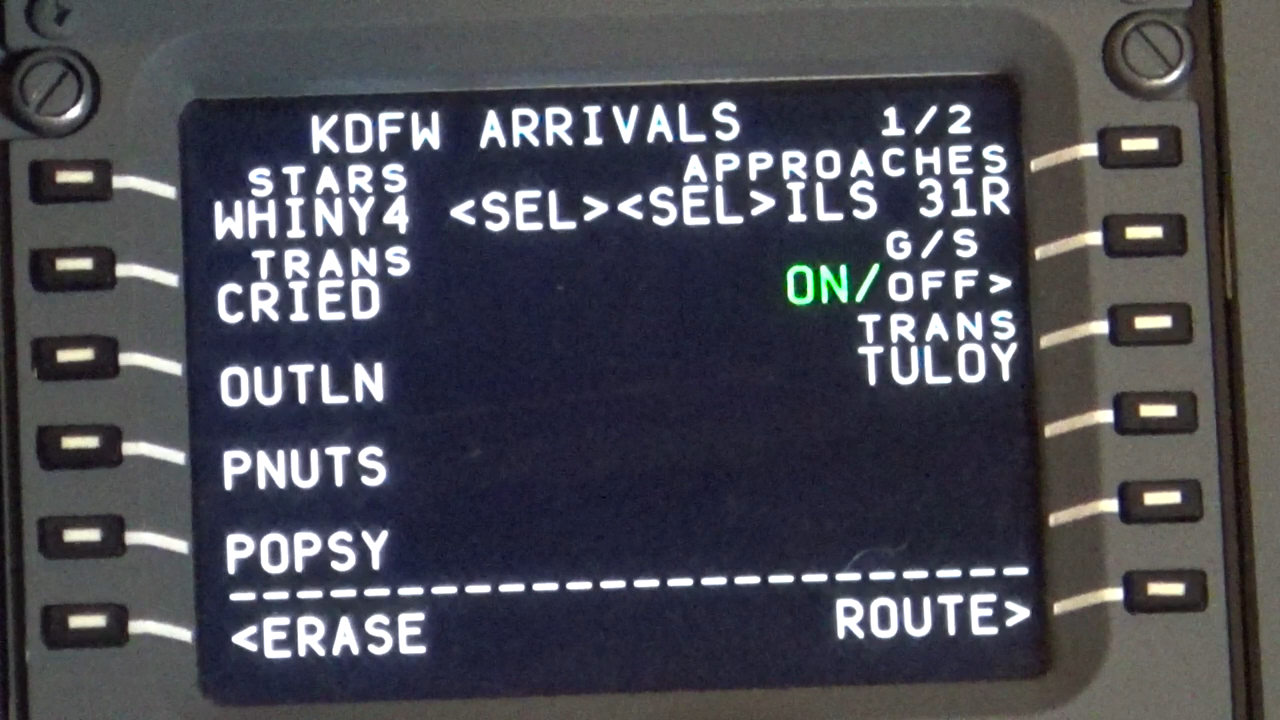 KDFW ARRIVALS 1/2
STARS APPROACHES
WHINY4 <SEL><SEL>ILS 31R
TRANS G/S
CRIED ON/OFF>
TRANS
OUTLN TULOY
PNUTS
POPSY
<ERASE ROUTE>